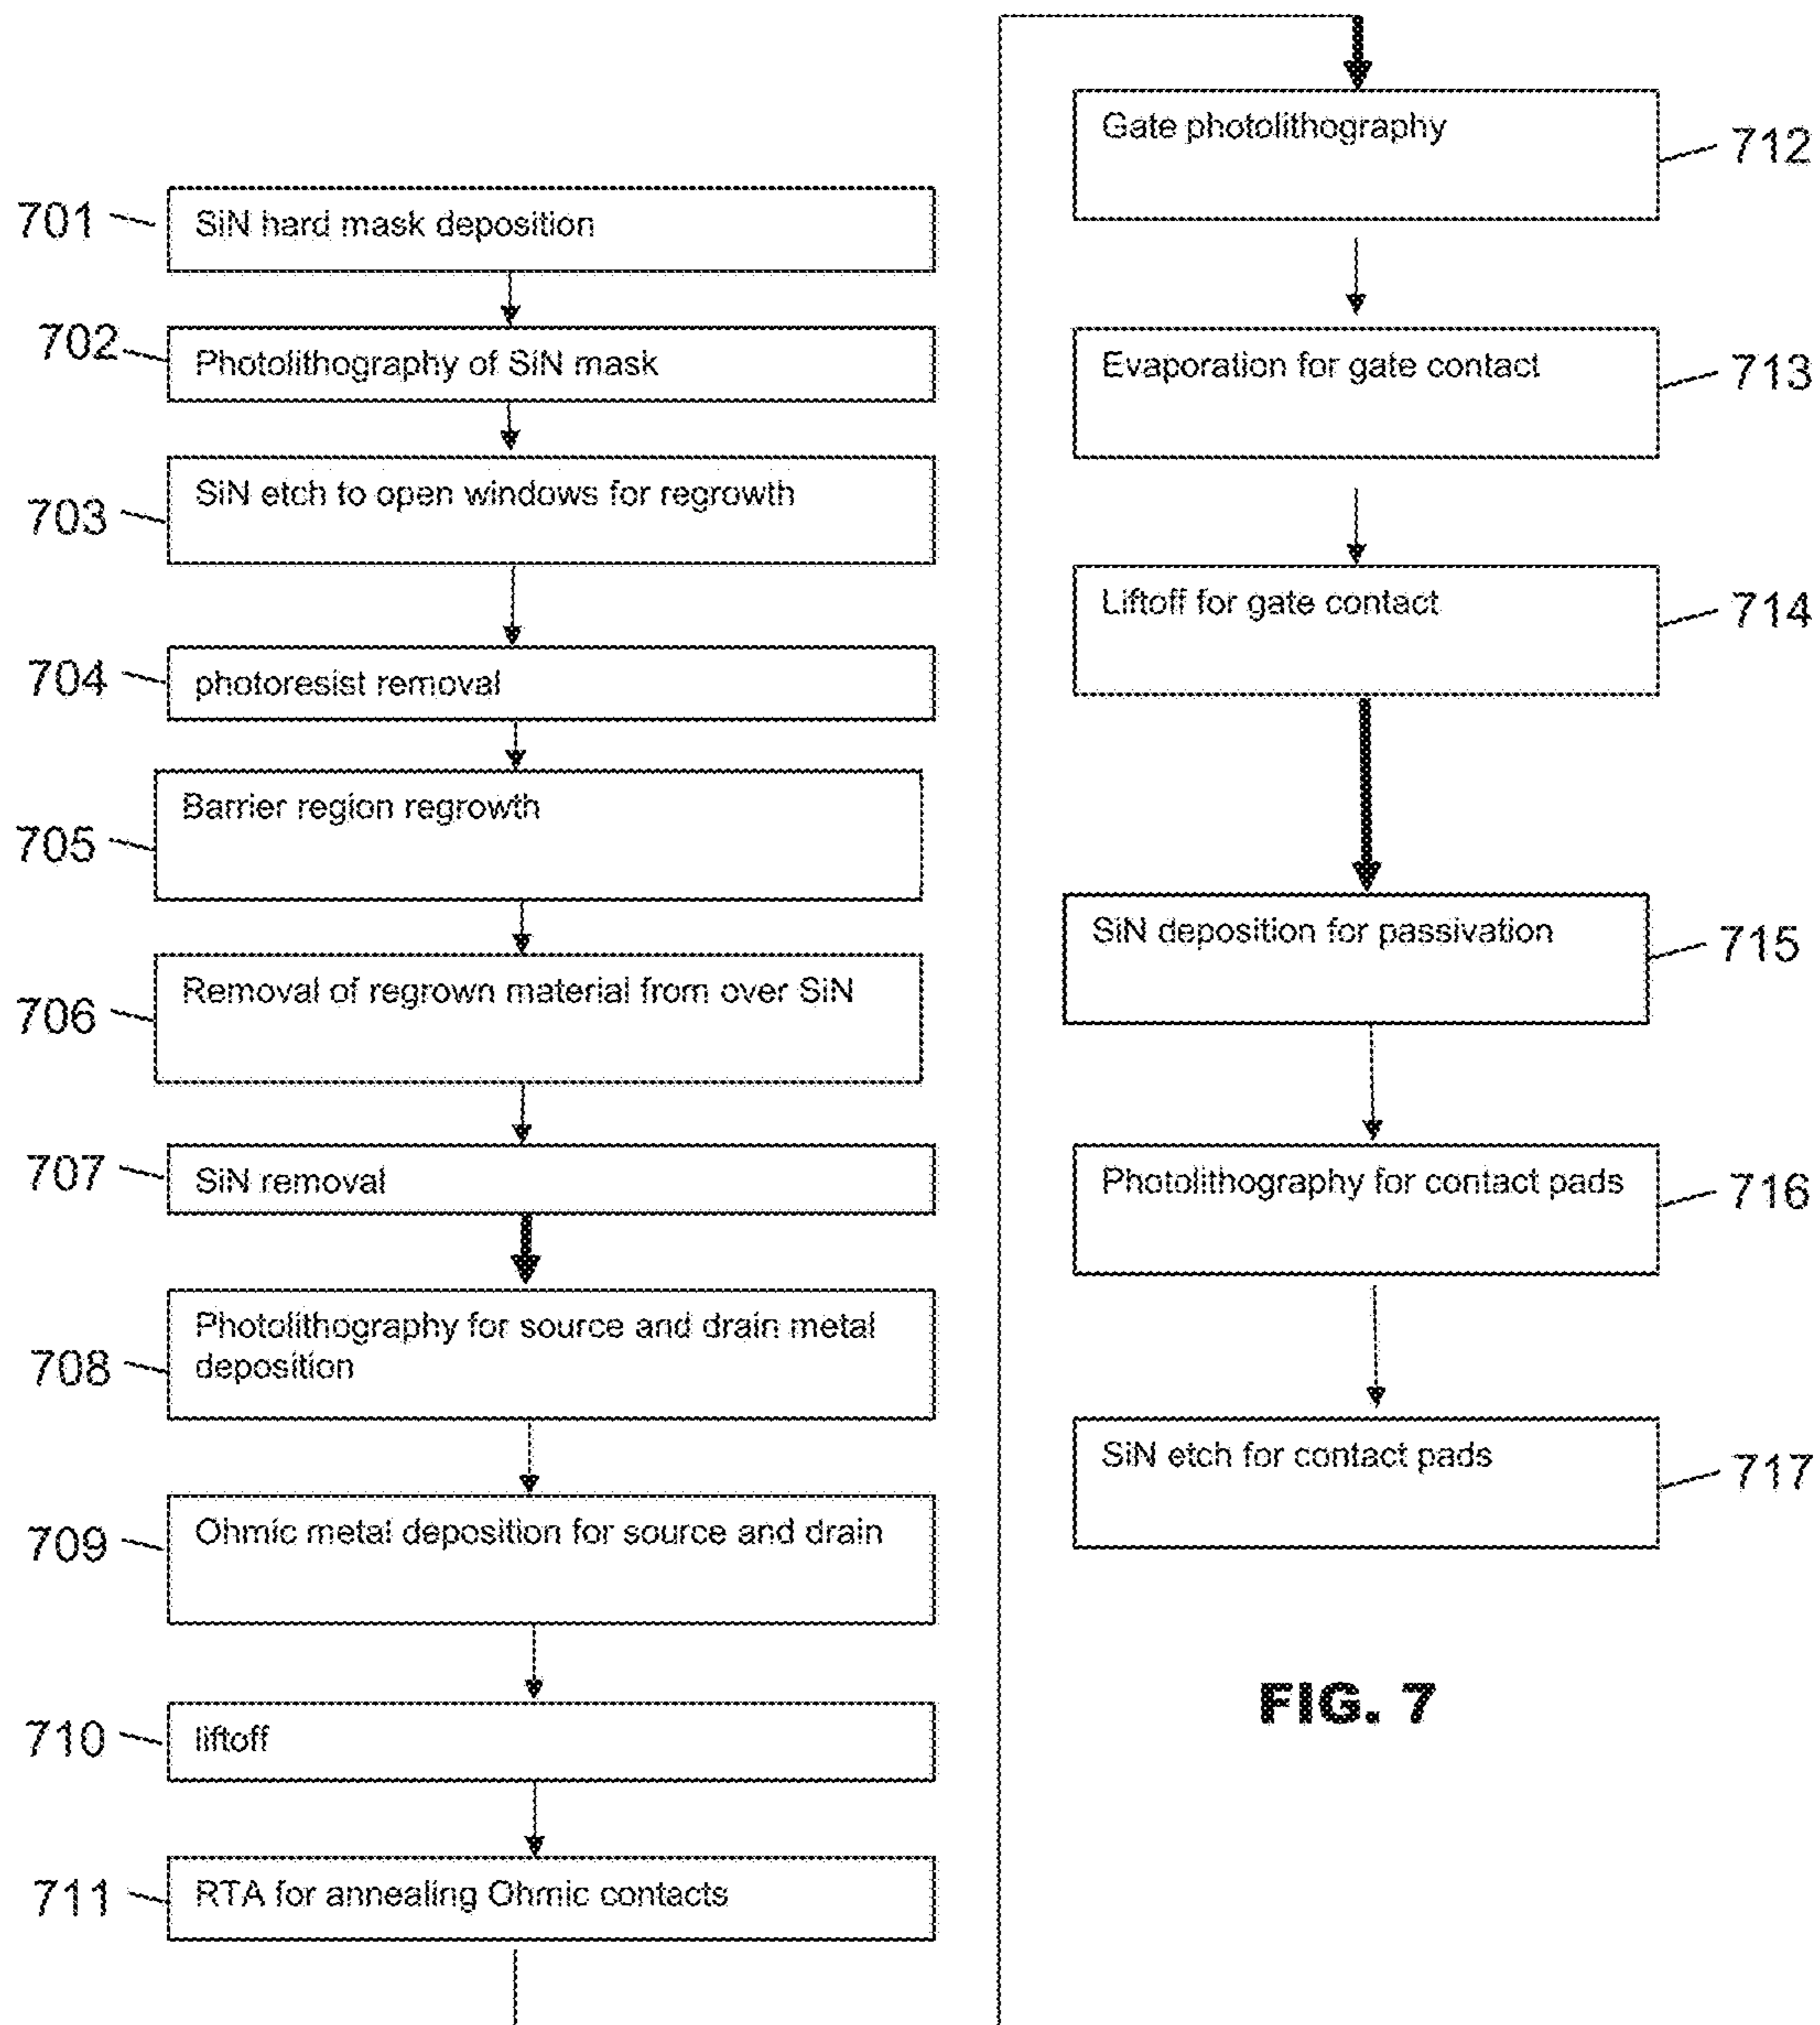 701
SiN hard mask deposition
702
Photolithography of SiN mask
703
SiN etch to open windows for regrowth
704
photoresist removal
705
Barrier region regrowth
706
Removal of regrown material from over SiN
707
SiN removal
708
Photolithography for source and drain metal
deposition
709
Ohmic metal deposition for source and drain
710
liftoff
711
RTA for annealing Ohmic contacts
Gate photolithography
712
Evaporation for gate contact
713
Liftoff for gate contact
714
SiN deposition for passivation
715
Photolithography for contact pads
716
SiN etch for contact pads
717
FIG. 7